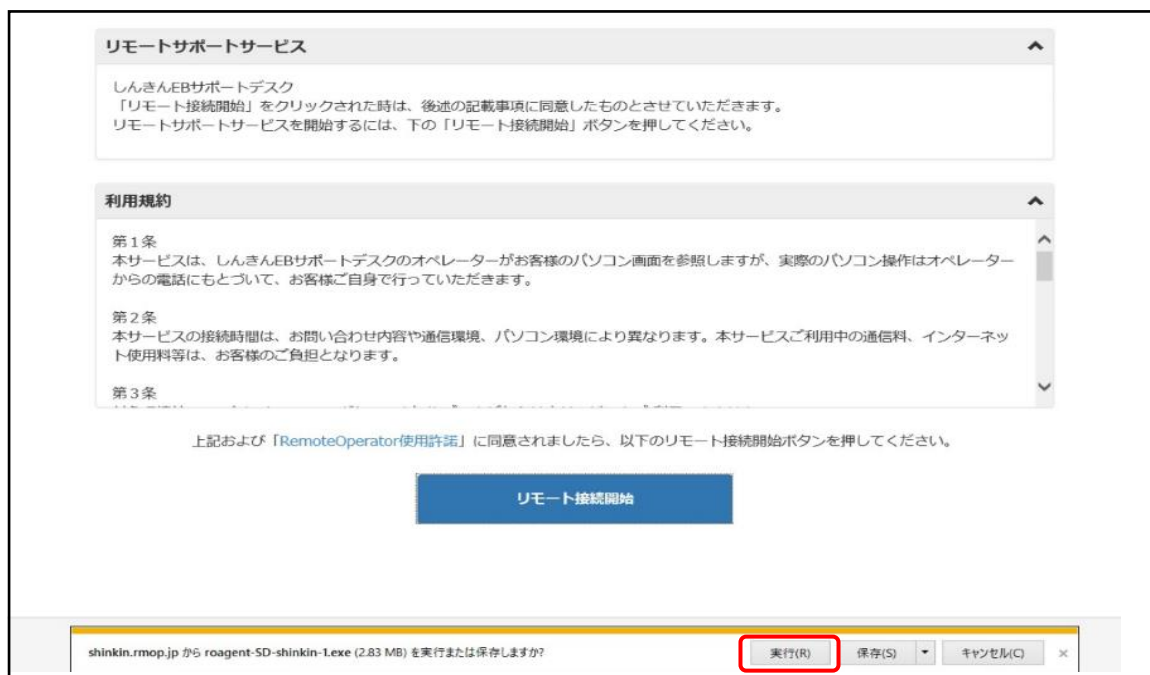 リモートサポートサービス
しんきんEBサポートデスク
「リモート接続開始」をクリックされた時は、後述の記載事項に同意したものとさせていただきます。
リモートサポートサービスを開始するには、下の「リモート接続開始」ボタンを押してください。
利用規約
第1条
本サービスは、しんきんEBサポートデスクのオペレーターがお客様のパソコン画面を参照しますが、実際のパソコン操作はオペレーター
からの電話にもとづいて、お客様ご自身で行っていただきます。
第2条
本サービスの接続時間は、お問い合わせ内容や通信環境、パソコン環境により異なります。本サービスご利用中の通信料、インターネッ
ト使用料等は、お客様のご負担となります。
第3条
上記および「RemoteOperator使用許諾」に同意されましたら、以下のリモート接続開始ボタンを押してください。
リモート接続開始
shinkin.rmop.jp から roagent-SD-shinkin-1.exe (2.83 MB) を実行または保存しますか?
実行(R)
保存(S)
キャンセル(C)